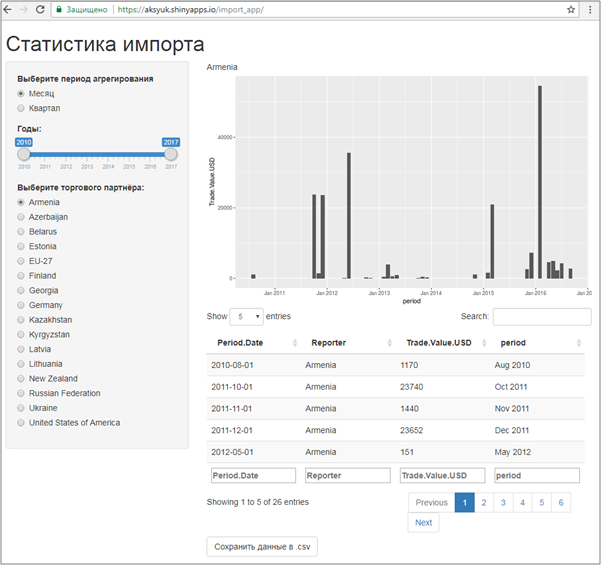 Защищено https://aksyuk.shinyapps.io/import_app/
Статистика импорта
Выберите период агрегирования
Месяц
Квартал
Годы:
2010 2017
2010 2011 2012 2013 2014 2015 2016 2017
Выберите торгового партнёра:
Armenia
Azerbaijan
Belarus
Estonia
EU-27
Finland
Georgia
Germany
Kazakhstan
Kyrgyzstan
Latvia
Lithuania
New Zealand
Russian Federation
Ukraine
United States of America
Armenia
Trade.Value.USD
40000
20000
0
Jan 2011 Jan 2012 Jan 2013 Jan 2014 Jan 2015 Jan 2016 Jan 20
period
Show 5 entries Search:
Period.Date Reporter Trade.Value.USD period
2010-08-01 Armenia 1170 Aug 2010
2011-10-01 Armenia 23740 Oct 2011
2011-11-01 Armenia 1440 Nov 2011
2011-12-01 Armenia 23652 Dec 2011
2012-05-01 Armenia 151 May 2012
Period.Date Reporter Trade.Value.USD period
Showing 1 to 5 of 26 entries Previous 1 2 3 4 5 6
Next
Сохранить данные в .csv